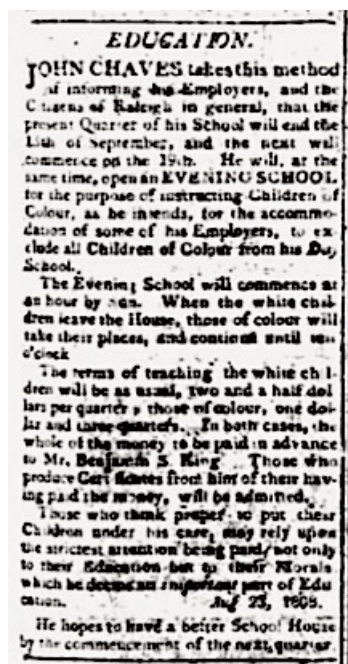 EDUCATION.
JOHN CHAVES takes this method
of informing his Employers, and the
Citizens of Raleigh in general, that the
present Quarter of his School will end the
15th of September, and the next will
commence on the 19th. He will, at the
same time, open an EVENING SCHOOL
for the purpose of instructing Children of
Colour, as he intends, for the accommo-
dation of some of his Employers, to ex-
clude all Children of Colour from his Day
School.
The Evening School will commence at
an hour by sun. When the white chil-
dren leave the House, those of colour will
take their places, and continue until ten
o'clock
The terms of teaching the white chil
dren will be as usual, two and a half dol
lars per quarter; those of colour, one dol-
lar and three quarters. In both cases, the
whole of the money to be paid in advance
to Mr. Benjamin S. King Those who
produce Certificates from him of their hav-
ing paid the money, will be admitted.
Those who think proper to put their
Children under his care, may rely upon
the strictest attention being paid, not only
to their Education but to their Morals
which he deems an important part of Edu
cation. Aug 23, 1808.
He hopes to have a better School House
by the commencement of the next quarter.